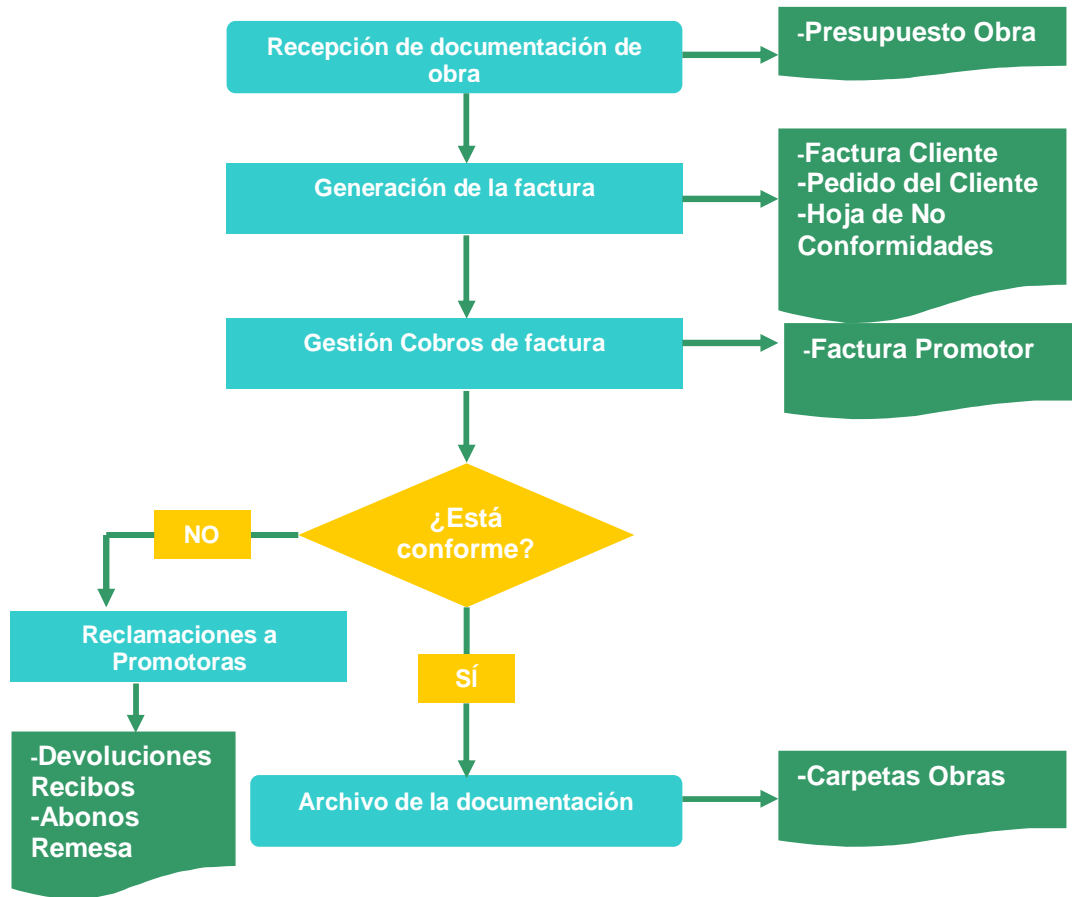 Recepción de documentación de
obra
-Presupuesto Obra
Generación de la factura
-Factura Cliente
-Pedido del Cliente
-Hoja de No
Conformidades
Gestión Cobros de factura
-Factura Promotor
¿Está
conforme?
NO
Reclamaciones a
Promotoras
SÍ
-Devoluciones
Recibos
-Abonos
Remesa
Archivo de la documentación
-Carpetas Obras